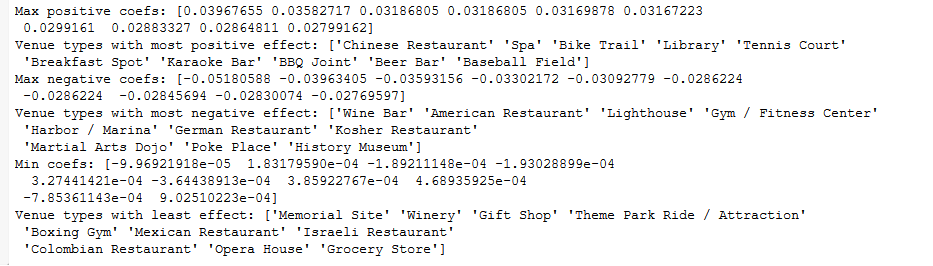 Max positive coefs: [0.03967655 0.03582717 0.03186805 0.03186805 0.03169878 0.03167223
0.0299161  0.02883327 0.02864811 0.02799162]
Venue types with most positive effect: ['Chinese Restaurant' 'Spa' 'Bike Trail' 'Library' 'Tennis Court'
'Breakfast Spot' 'Karaoke Bar' 'BBQ Joint' 'Beer Bar' 'Baseball Field']
Max negative coefs: [-0.05180588 -0.03963405 -0.03593156 -0.03302172 -0.03092779 -0.0286224
-0.0286224  -0.02845694 -0.02830074 -0.02769597]
Venue types with most negative effect: ['Wine Bar' 'American Restaurant' 'Lighthouse' 'Gym / Fitness Center'
'Harbor / Marina' 'German Restaurant' 'Kosher Restaurant'
'Martial Arts Dojo' 'Poke Place' 'History Museum']
Min coefs: [-9.96921918e-05  1.83179590e-04 -1.89211148e-04 -1.93028899e-04
3.27441421e-04 -3.64438913e-04  3.85922767e-04  4.68935925e-04
-7.85361143e-04  9.02510223e-04]
Venue types with least effect: ['Memorial Site' 'Winery' 'Gift Shop' 'Theme Park Ride / Attraction'
'Boxing Gym' 'Mexican Restaurant' 'Israeli Restaurant'
'Colombian Restaurant' 'Opera House' 'Grocery Store']